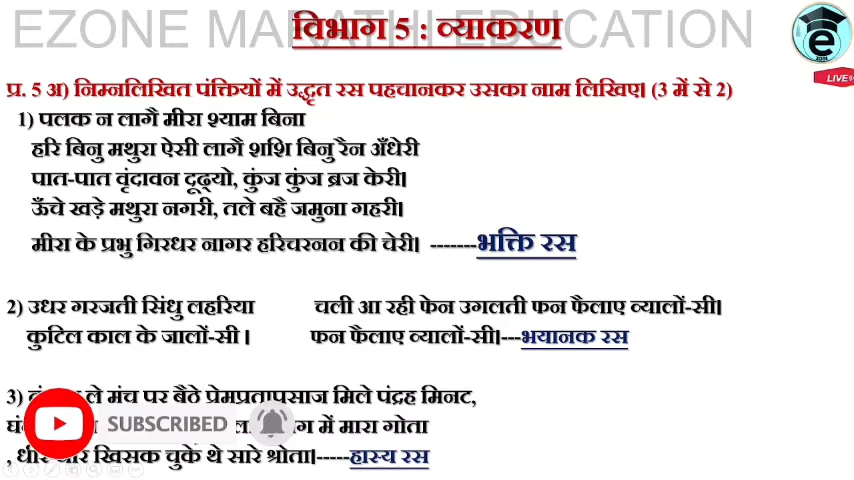 EZONE MARATHI EDUCATION
विभाग 5 : व्याकरण
e
EZONE
LIVE
प्र. 5 अ) निम्नलिखित पंक्तियों में उद्धृत रस पहचानकर उसका नाम लिखिए। (3 में से 2)
1) पलक न लागै मीरा श्याम बिना
हरि बिनु मथुरा ऐसी लागै शशि बिनु रैन अँधेरी
पात-पात वृंदावन दूढ्यो, कुंज कुंज ब्रज केरी।
ऊँचे खड़े मथुरा नगरी, तले बहै जमुना गहरी।
मीरा के प्रभु गिरधर नागर हरिचरनन की चेरी। -------भक्ति रस
2) उधर गरजती सिंधु लहरिया चली आ रही फेन उगलती फन फैलाए व्यालों-सी।
कुटिल काल के जालों-सी । फन फैलाए व्यालों-सी।---भयानक रस
3) ले मंच पर बैठे प्रेमप्रतापसाज मिले पंद्रह मिनट,
में मारा गोता
SUBSCRIBED
खिसक चुके थे सारे श्रोता।-----हास्य रस